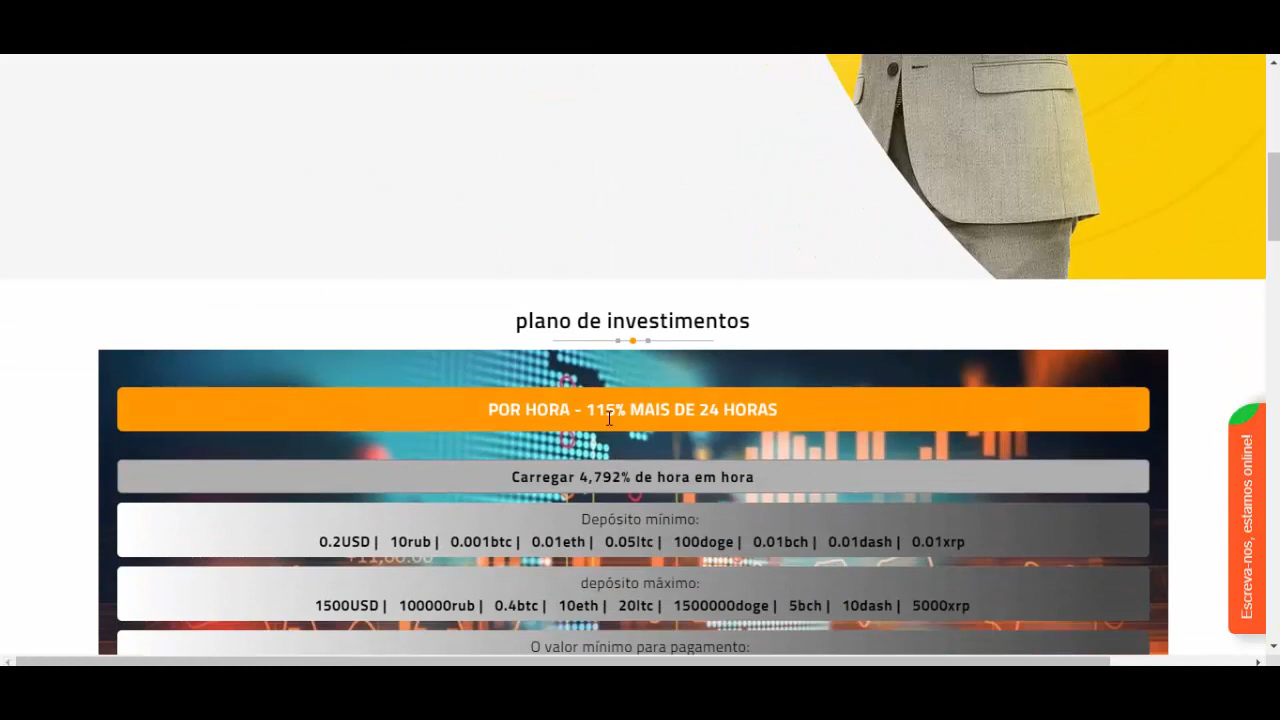 plano de investimentos
POR HORA - 115% MAIS DE 24 HORAS
Carregar 4,792% de hora em hora
Depósito mínimo:
0.2USD | 10rub | 0.001btc | 0.01eth | 0.05ltc | 100doge | 0.01bch | 0.01dash | 0.01xrp
depósito máximo:
1500USD | 100000rub | 0.4btc | 10eth | 20ltc | 1500000doge | 5bch | 10dash | 5000xrp
O valor mínimo para pagamento:
Escreva-nos, estamos online!